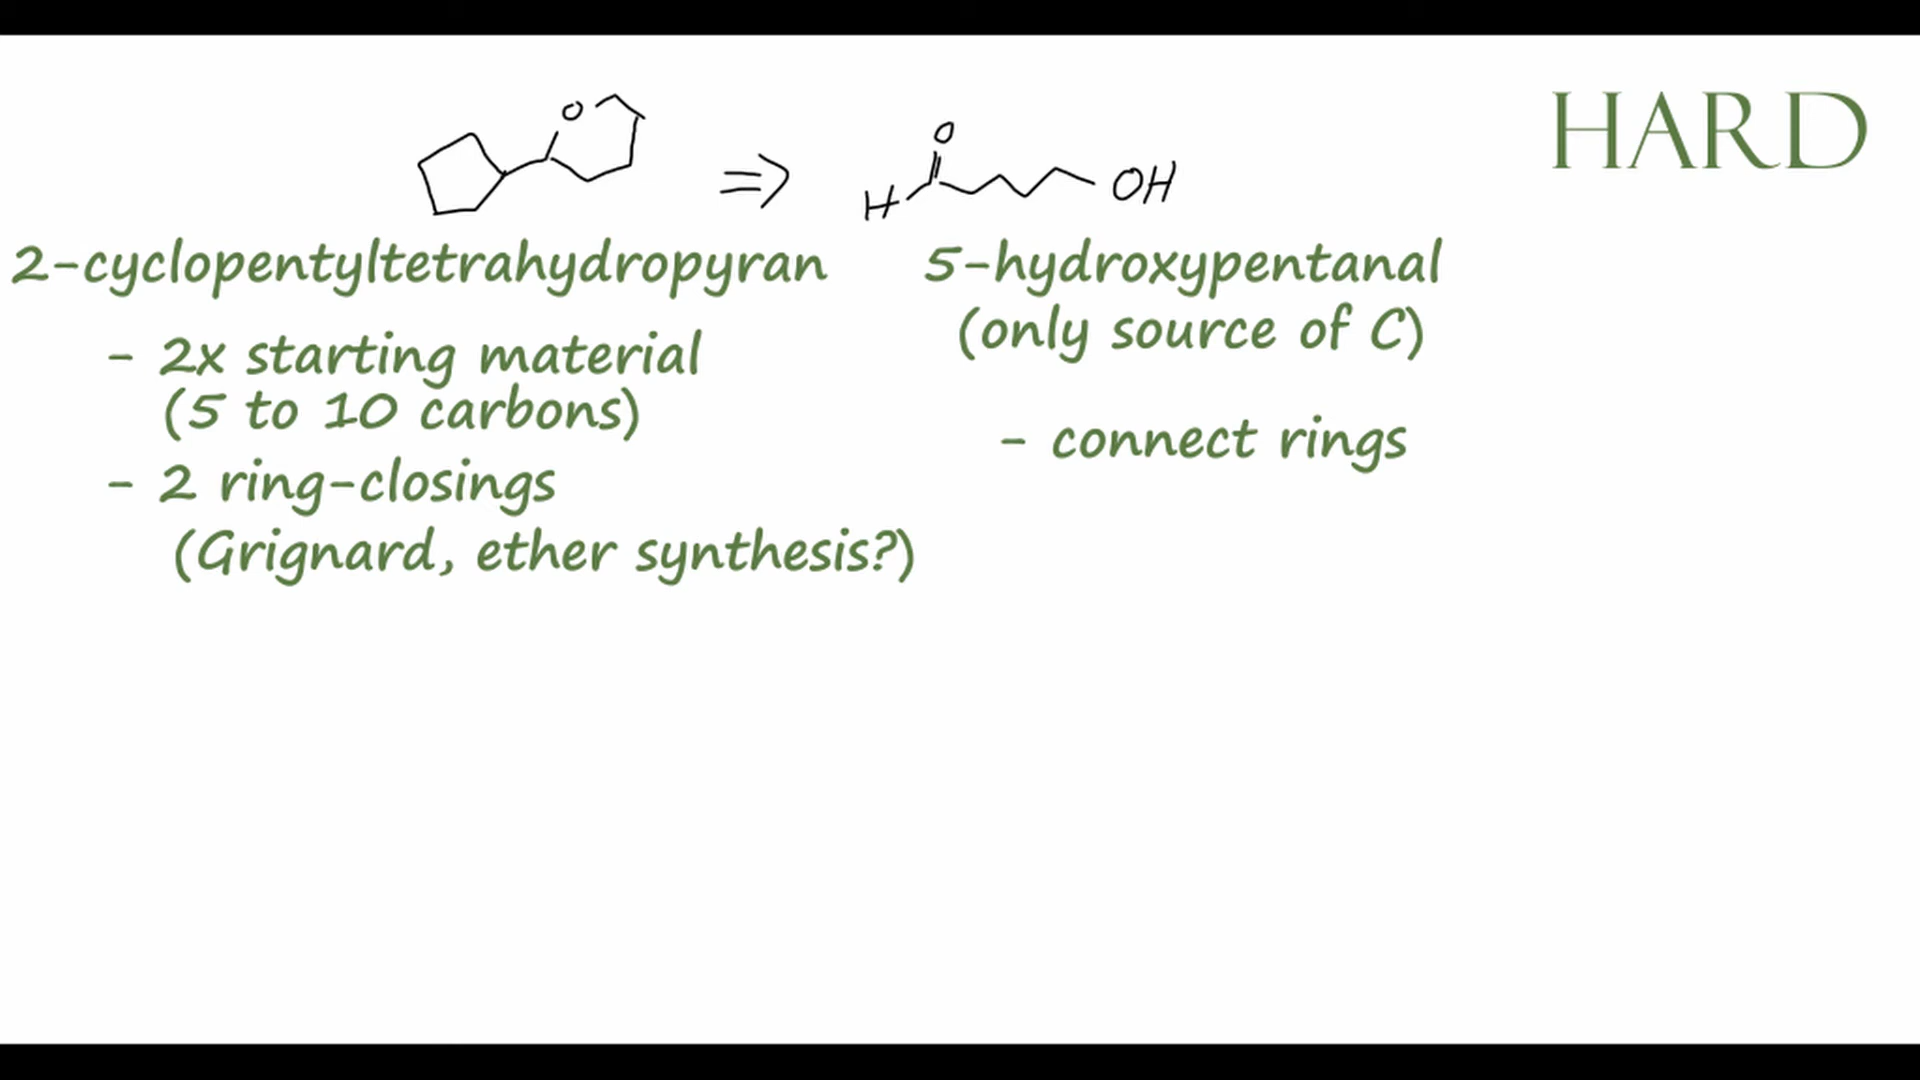 HARD
O
O
H
OH
2-cyclopentyltetrahydropyran
5-hydroxypentanal
(only source of C)
- 2x starting material
(5 to 10 carbons)
- connect rings
- 2 ring-closings
(Grignard, ether synthesis?)